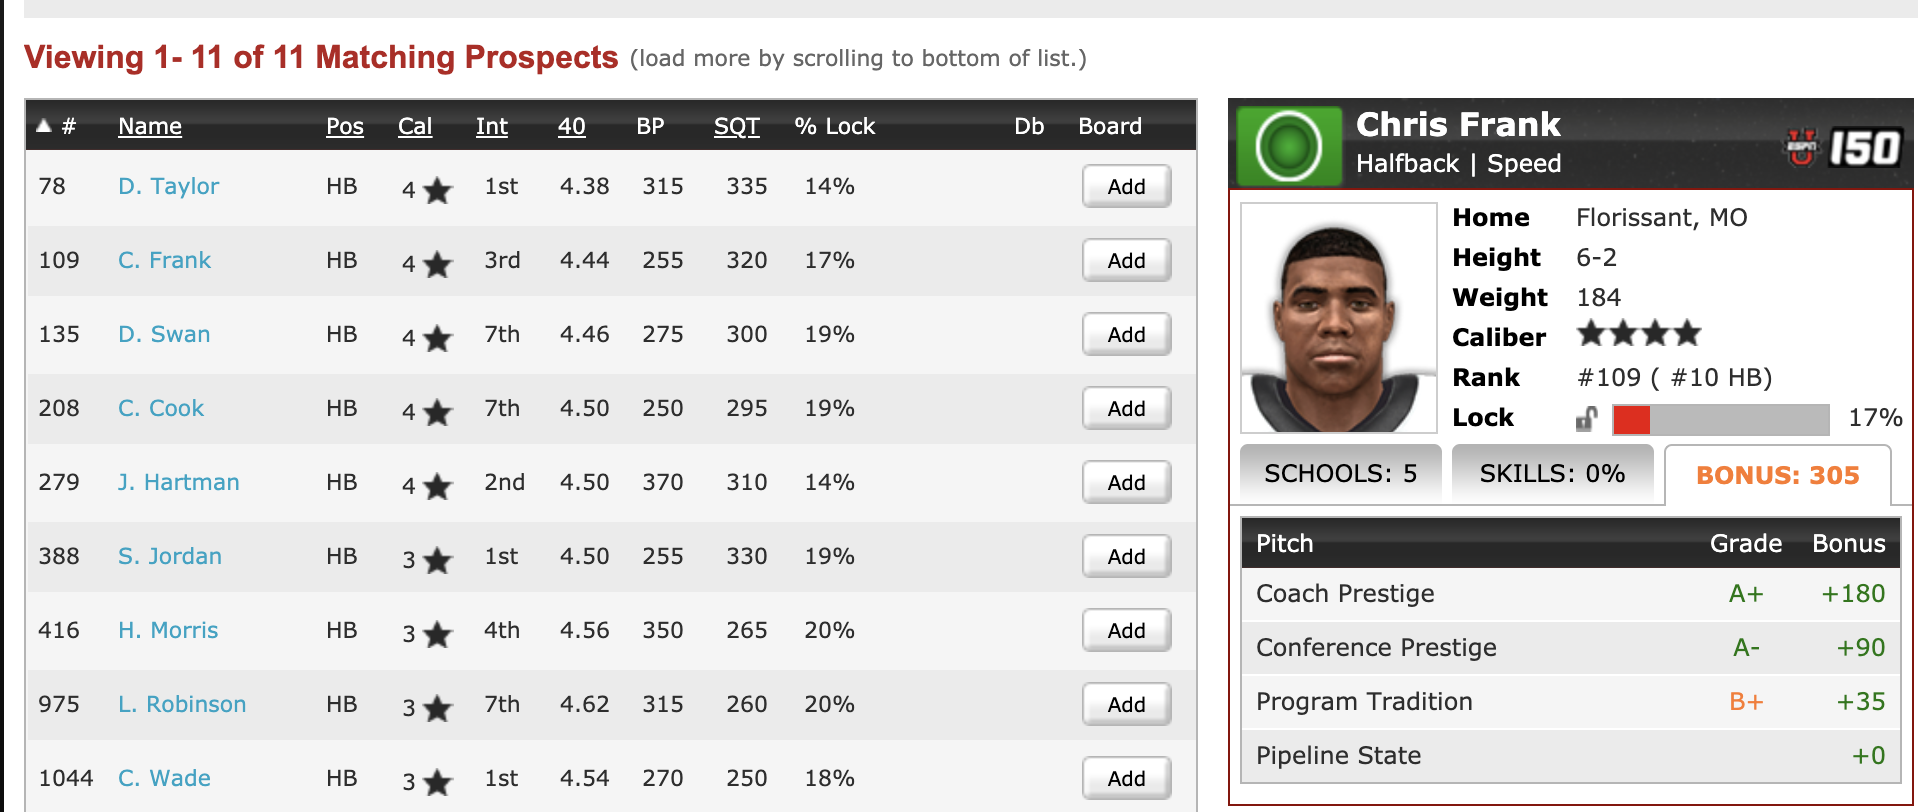 Viewing 1- 11 of 11 Matching Prospects (load more by scrolling to bottom of list.)
# Name Pos Cal Int 40 BP SQT % Lock Db Board
78 D. Taylor HB 4 1st 4.38 315 335 14% Add
109 C. Frank HB 4 3rd 4.44 255 320 17% Add
135 D. Swan HB 4 7th 4.46 275 300 19% Add
208 C. Cook HB 4 7th 4.50 250 295 19% Add
279 J. Hartman HB 4 2nd 4.50 370 310 14% Add
388 S. Jordan HB 3 1st 4.50 255 330 19% Add
416 H. Morris HB 3 4th 4.56 350 265 20% Add
975 L. Robinson HB 3 7th 4.62 315 260 20% Add
1044 C. Wade HB 3 1st 4.54 270 250 18% Add
Chris Frank
Halfback | Speed
ESPN U 150
Home Florissant, MO
Height 6-2
Weight 184
Caliber
Rank #109 ( #10 HB)
Lock 17%
SCHOOLS: 5 SKILLS: 0% BONUS: 305
Pitch Grade Bonus
Coach Prestige A+ +180
Conference Prestige A- +90
Program Tradition B+ +35
Pipeline State +0